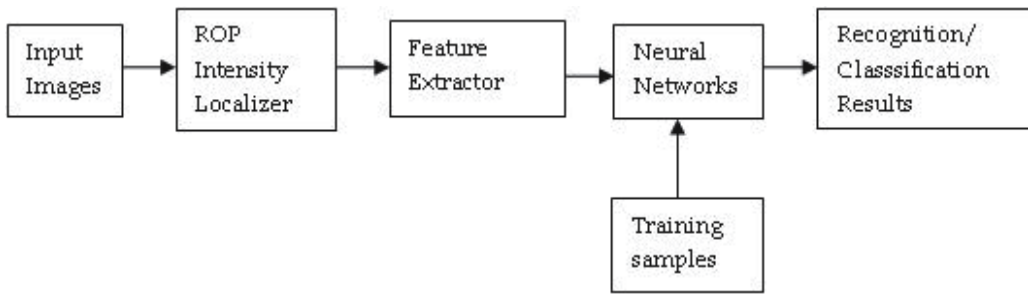 Input
Images
ROP
Intensity
Localizer
Feature
Extractor
Neural
Networks
Recognition/
Classsification
Results
Training
samples